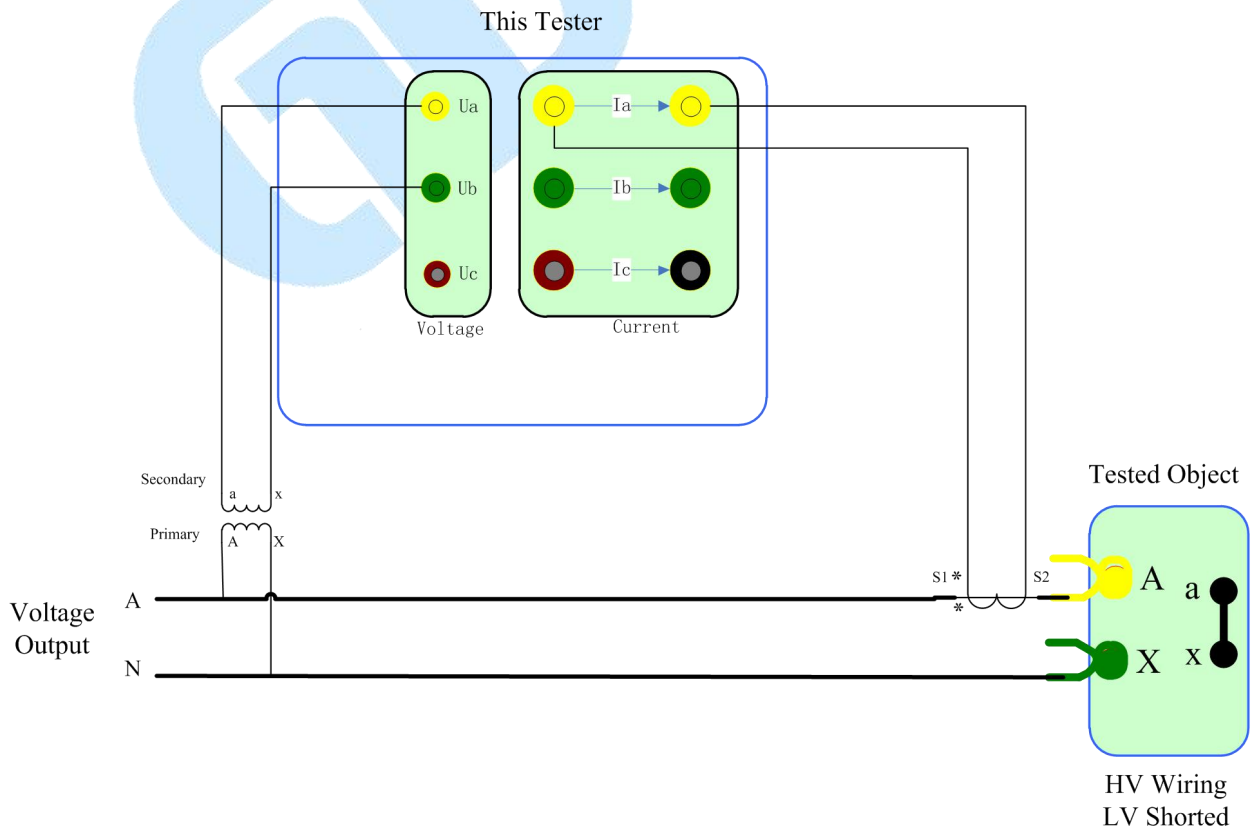 This Tester
Ua
Ia
Ub
Ib
Uc
Ic
Voltage
Current
Secondary
a x
Primary
A X
Tested Object
S1 * S2
*
Voltage
Output
A
N
A a
X x
HV Wiring
LV Shorted